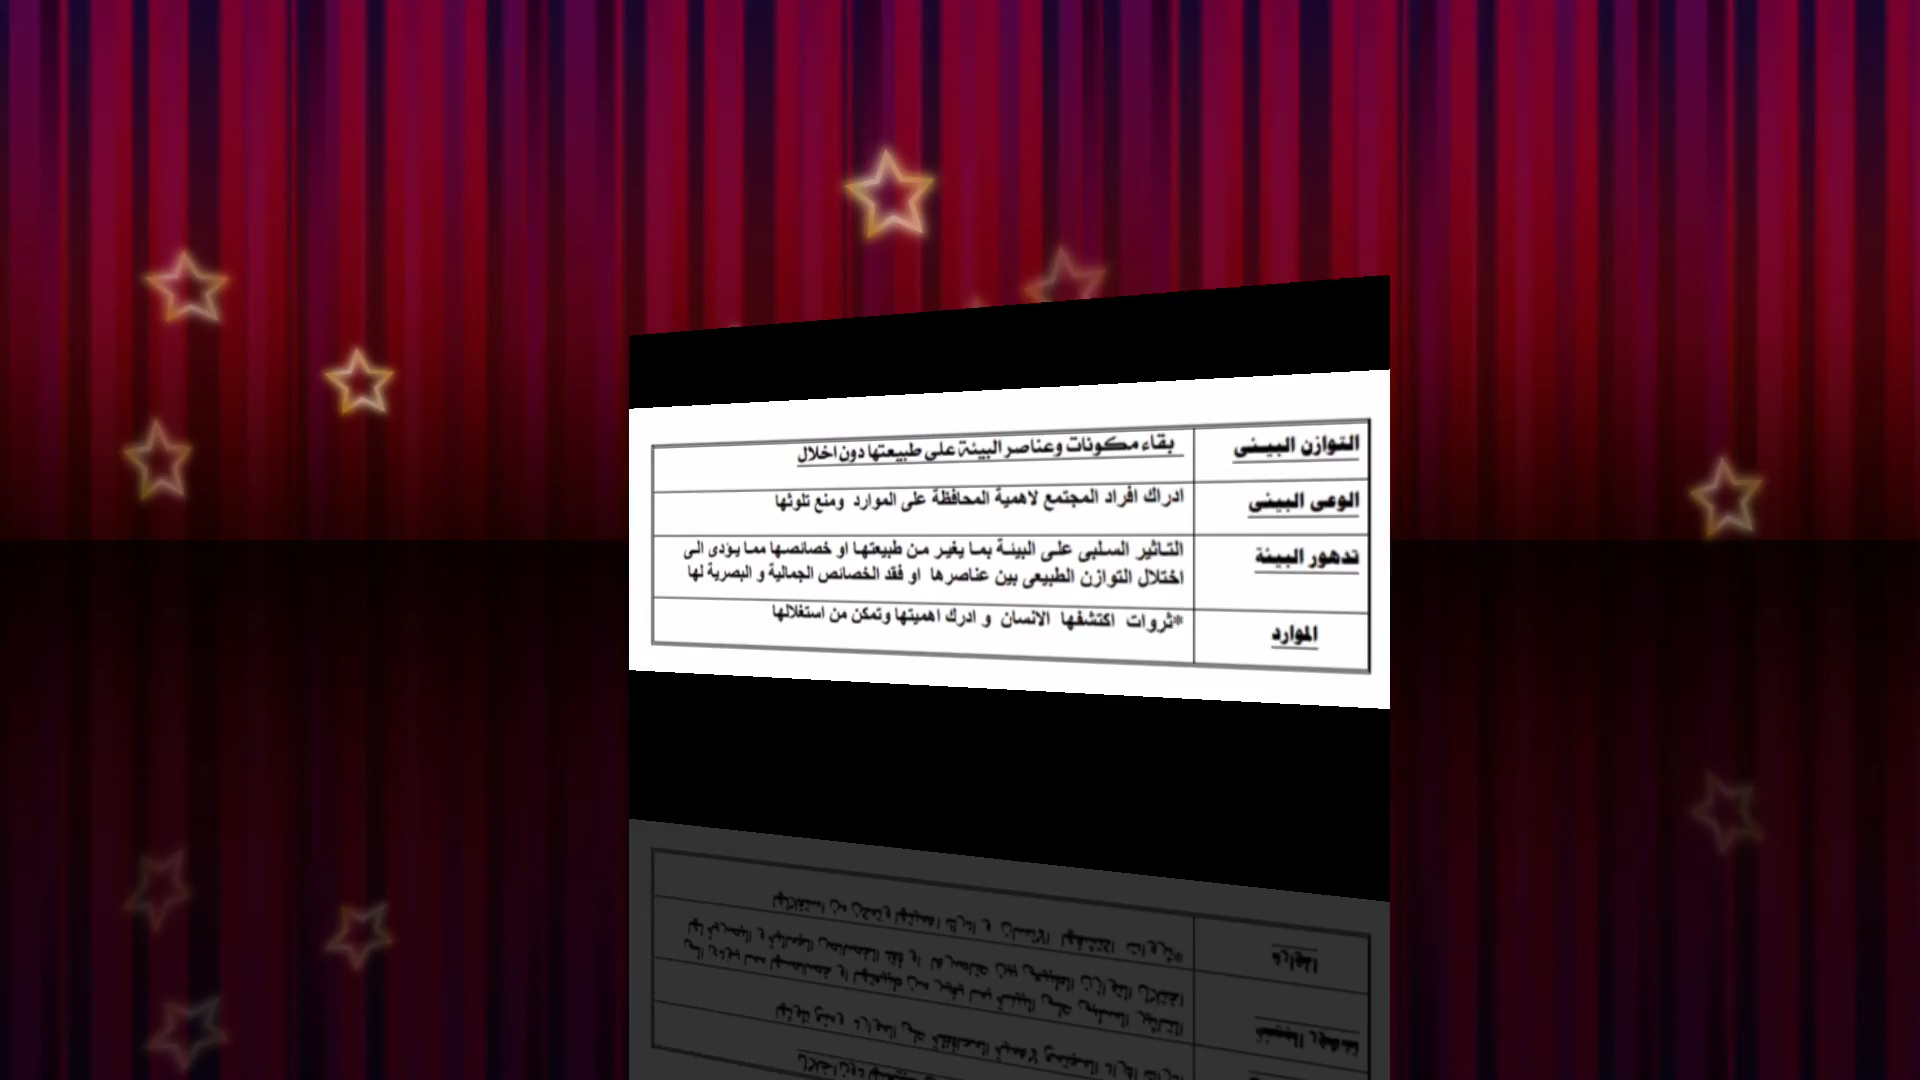 التوازن البيئى
بقاء مكونات وعناصر البيئة على طبيعتها دون اخلال
الوعى البيئى
ادراك افراد المجتمع لاهمية المحافظة على الموارد ومنع تلوثها
تدهور البيئة
التاثير السلبى على البيئة بما يغير من طبيعتها او خصائصها مما يؤدى الى
اختلال التوازن الطبيعى بين عناصرها او فقد الخصائص الجمالية و البصرية لها
الموارد
*ثروات اكتشفها الانسان و ادرك اهميتها وتمكن من استغلالها